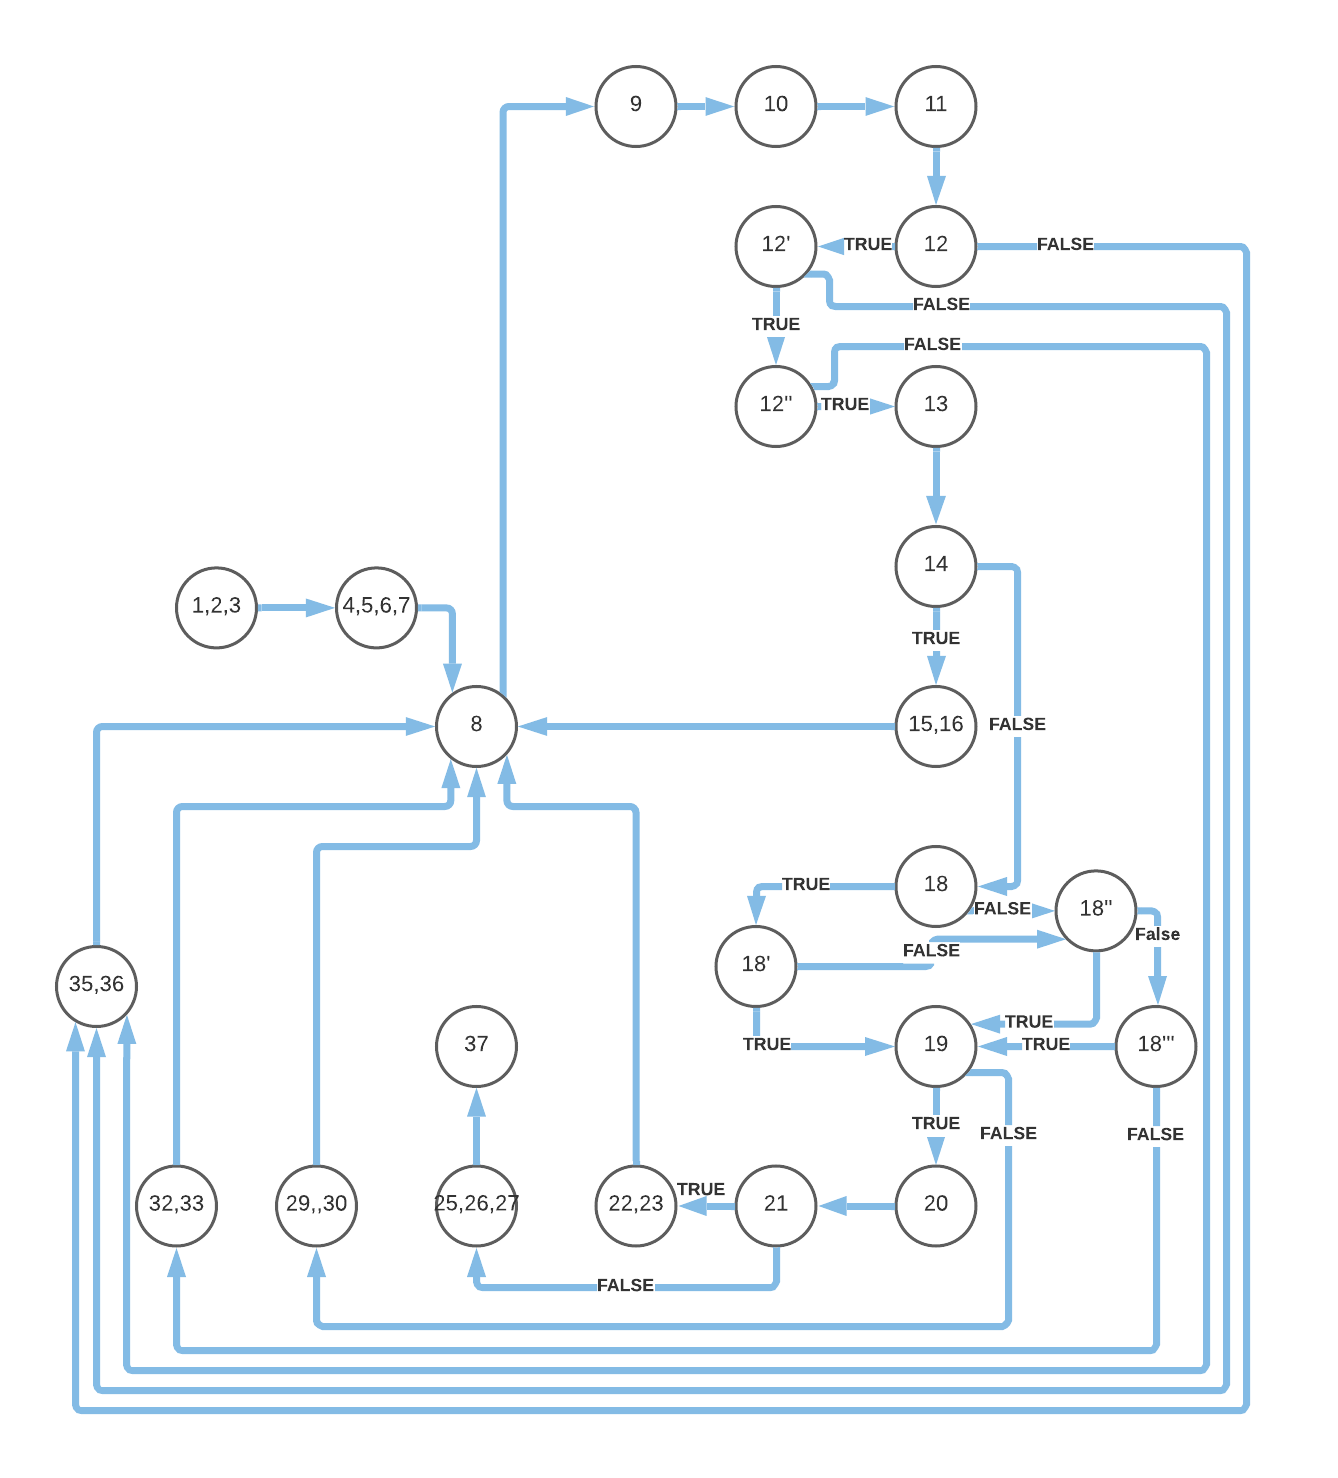 9
10
11
12'
TRUE
12
FALSE
FALSE
TRUE
FALSE
12"
TRUE
13
14
1,2,3
4,5,6,7
TRUE
8
15,16
FALSE
TRUE
18
FALSE
18"
False
FALSE
18'
35,36
TRUE
37
TRUE
19
TRUE
18'"
TRUE
FALSE
FALSE
TRUE
32,33
29,,30
25,26,27
22,23
21
20
FALSE